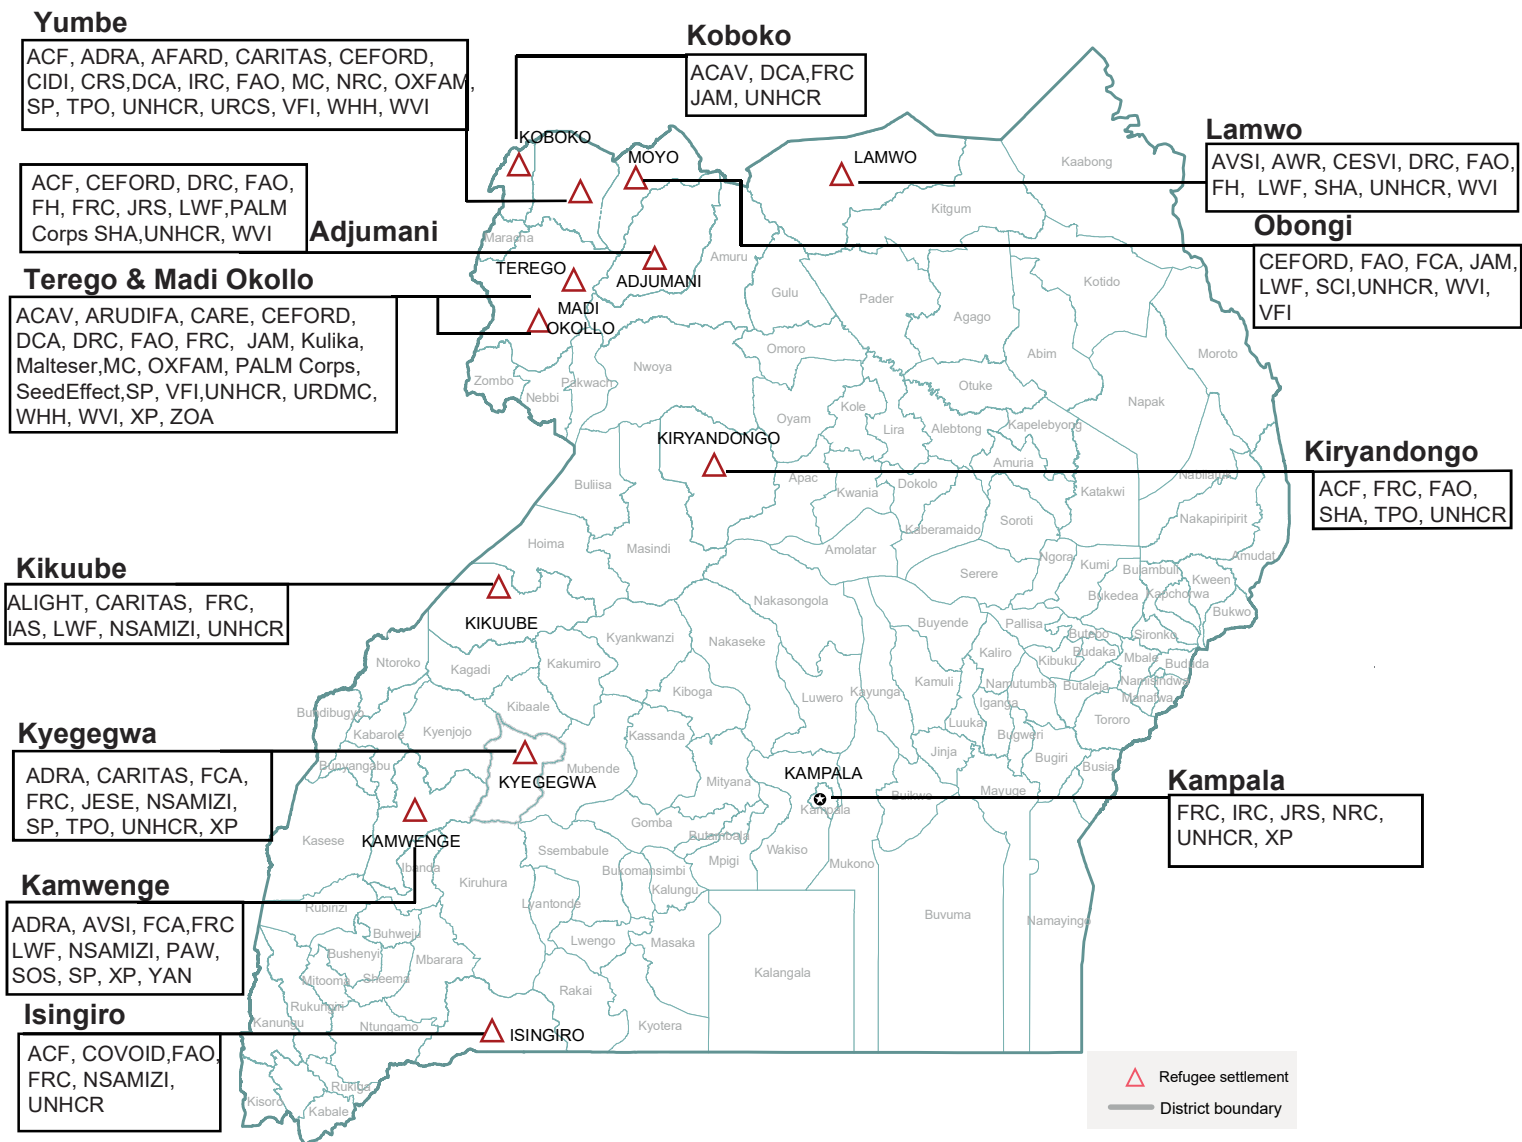 Yumbe
ACF, ADRA, AFARD, CARITAS, CEFORD,
CIDI, CRS,DCA, IRC, FAO, MC, NRC, OXFAM,
SP, TPO, UNHCR, URCS, VFI, WHH, WVI
Koboko
ACAV, DCA,FRC
JAM, UNHCR
Lamwo
AVSI, AWR, CESVI, DRC, FAO,
FH, LWF, SHA, UNHCR, WVI
ACF, CEFORD, DRC, FAO,
FH, FRC, JRS, LWF,PALM
Corps SHA,UNHCR, WVI
Adjumani
Obongi
CEFORD, FAO, FCA, JAM,
LWF, SCI,UNHCR, WVI,
VFI
Terego & Madi Okollo
ACAV, ARUDIFA, CARE, CEFORD,
DCA, DRC, FAO, FRC, JAM, Kulika,
Malteser,MC, OXFAM, PALM Corps,
SeedEffect,SP, VFI,UNHCR, URDMC,
WHH, WVI, XP, ZOA
Kiryandongo
ACF, FRC, FAO,
SHA, TPO, UNHCR
Kikuube
ALIGHT, CARITAS, FRC,
IAS, LWF, NSAMIZI, UNHCR
Kyegegwa
ADRA, CARITAS, FCA,
FRC, JESE, NSAMIZI,
SP, TPO, UNHCR, XP
Kampala
FRC, IRC, JRS, NRC,
UNHCR, XP
Kamwenge
ADRA, AVSI, FCA,FRC
LWF, NSAMIZI, PAW,
SOS, SP, XP, YAN
Isingiro
ACF, COVOID,FAO,
FRC, NSAMIZI,
UNHCR
KOBOKO
MOYO
LAMWO
Kaabong
Kitgum
Maracha
Amuru
TEREGO
ADJUMANI
MADI
OKOLLO
Gulu
Pader
Kotido
Agago
Omoro
Abim
Moroto
Nwoya
Zombo
Nebbi
Pakwach
Otuke
Napak
Kole
Oyam
Lira
Alebtong
Kapelebyong
KIRYANDONGO
Amuria
Buliisa
Apac
Kwania
Dokolo
Katakwi
Nabilatuk
Nakapiripirit
Soroti
Kaberamaido
Hoima
Masindi
Amolatar
Ngora
Kumi
Bulambuli
Amudat
Serere
Kween
Bukedea
Kapchorwa
Bukwo
Nakasongola
KIKUUBE
Buyende
Pallisa
Butebo
Sironko
Kyankwanzi
Nakaseke
Kaliro
Kibuku
Budaka
Mbale
Bududa
Ntoroko
Kagadi
Kakumiro
Kamuli
Namutumba
Butaleja
Namisindwa
Manafwa
Kiboga
Luwero
Kayunga
Iganga
Bundibugyo
Kibaale
Luuka
Tororo
Kabarole
Kyenjojo
Kassanda
Bugweri
Jinja
Bugiri
Busia
Bunyangabu
Mubende
KYEGEGWA
Mityana
KAMPALA
Kampala
Buikwe
Mayuge
Kasese
KAMWENGE
Gomba
Butambala
Wakiso
Mukono
Ssembabule
Mpigi
Ibanda
Bukomansimbi
Kiruhura
Kalungu
Rubirizi
Lyantonde
Buvuma
Namayingo
Buhweju
Lwengo
Masaka
Bushenyi
Mbarara
Kalangala
Mitooma
Sheema
Rakai
Rukungiri
Kanungu
Ntungamo
ISINGIRO
Kyotera
Rukiga
Kisoro
Kabale
Refugee settlement
District boundary